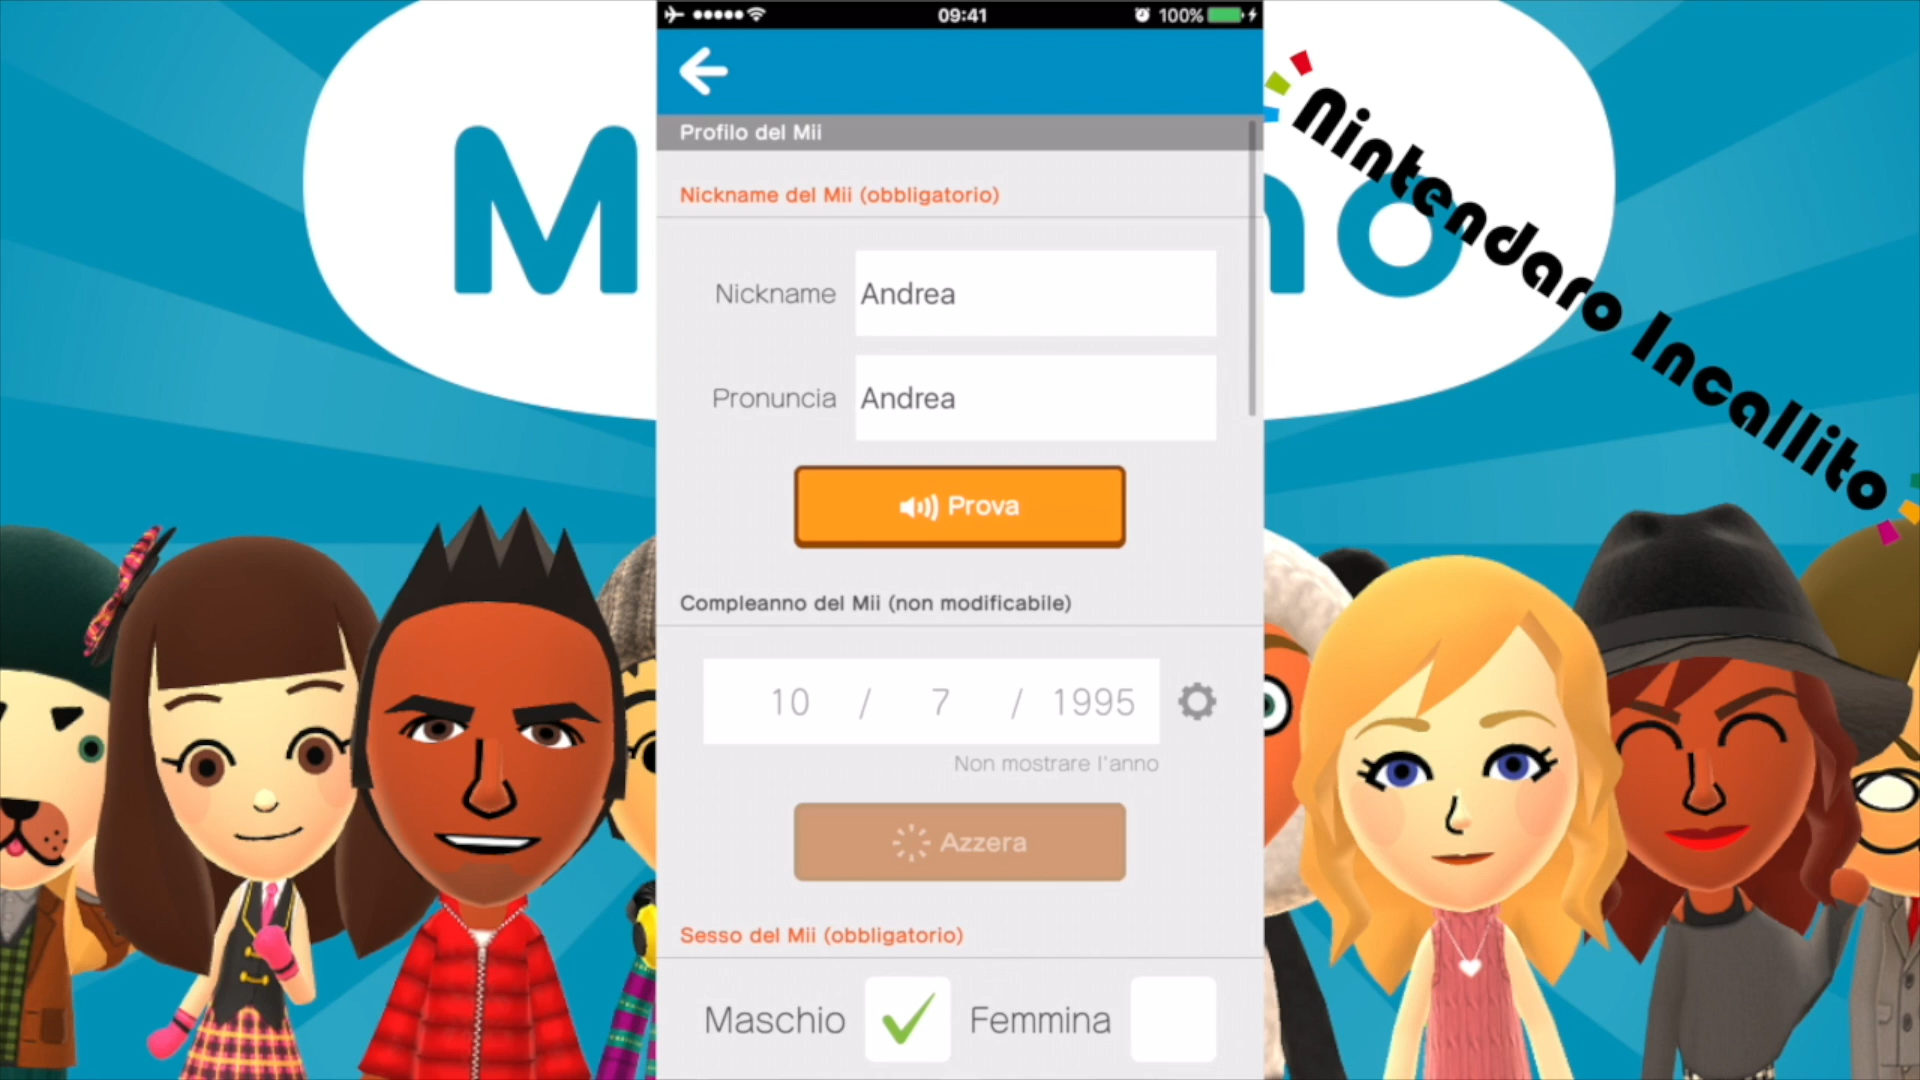 09:41
100%
Profilo del Mii
Nickname del Mii (obbligatorio)
Nickname
Andrea
Pronuncia
Andrea
Prova
Compleanno del Mii (non modificabile)
10 / 7 / 1995
Non mostrare l'anno
Azzera
Sesso del Mii (obbligatorio)
Maschio
Femmina
Nintendaro Incallito